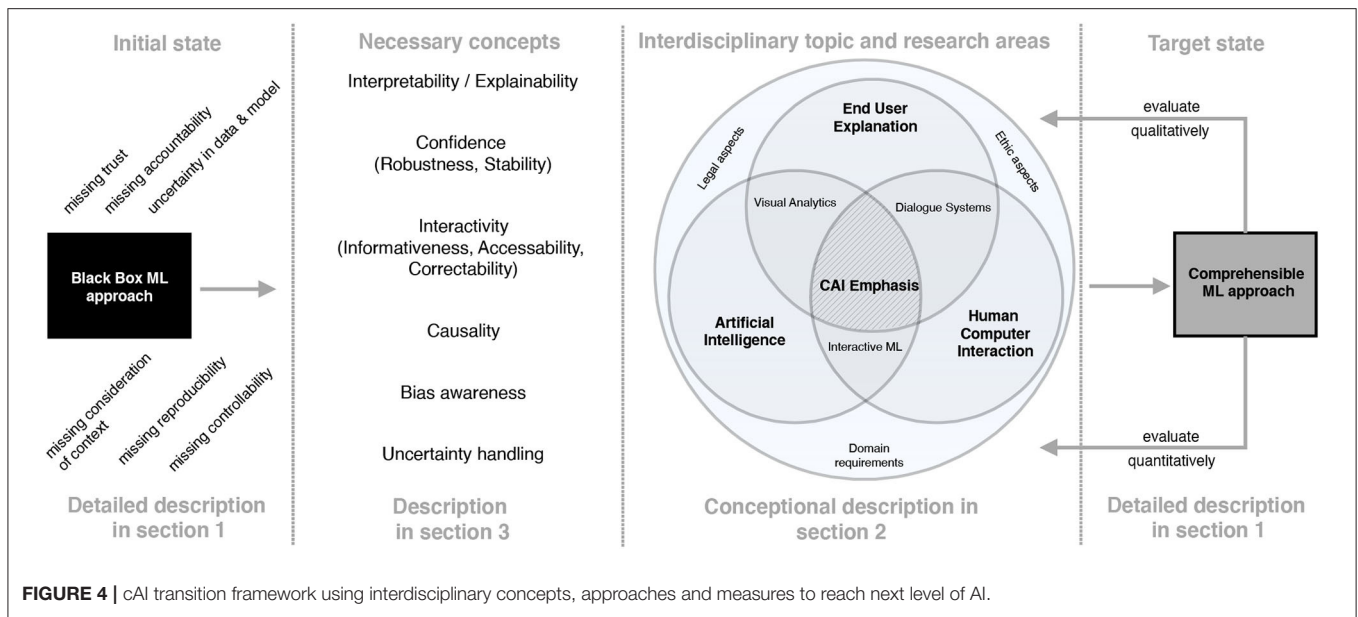 Initial state
missing trust
missing accountability
uncertainty in data & model
Black Box ML
approach
missing consideration
of context
missing reproducibility
missing controllability
Detailed description
in section 1
Necessary concepts
Interpretability / Explainability
Confidence
(Robustness, Stability)
Interactivity
(Informativeness, Accessability,
Correctability)
Causality
Bias awareness
Uncertainty handling
Description
in section 3
Interdisciplinary topic and research areas
Legal aspects
End User
Explanation
Ethic aspects
Visual Analytics
Dialogue Systems
CAI Emphasis
Artificial
Intelligence
Human
Computer
Interaction
Interactive ML
Domain
requirements
Conceptional description in
section 2
Target state
evaluate
qualitatively
Comprehensible
ML approach
evaluate
quantitatively
Detailed description
in section 1
FIGURE 4 | cAI transition framework using interdisciplinary concepts, approaches and measures to reach next level of AI.